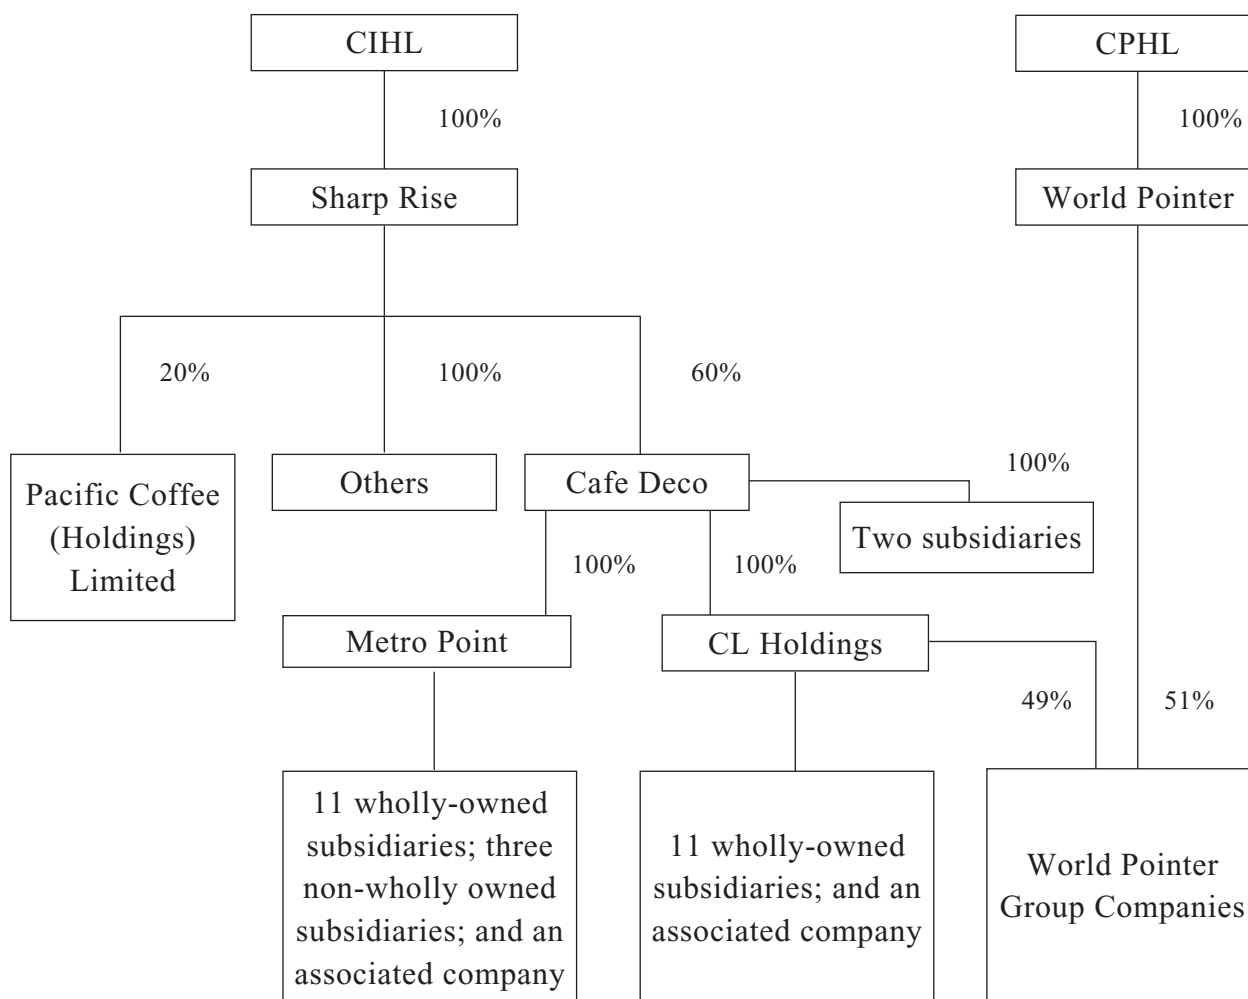 CIHL
CPHL
100%
100%
Sharp Rise
World Pointer
20%
100%
60%
Pacific Coffee
(Holdings)
Limited
Others
Cafe Deco
100%
Two subsidiaries
100%
100%
Metro Point
CL Holdings
49%
51%
11 wholly-owned
subsidiaries; three
non-wholly owned
subsidiaries; and an
associated company
11 wholly-owned
subsidiaries; and an
associated company
World Pointer
Group Companies